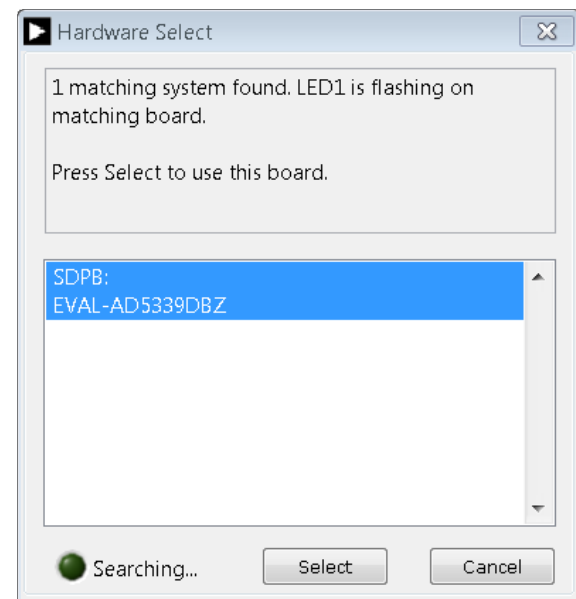 Hardware Select
1 matching system found. LED1 is flashing on
matching board.
Press Select to use this board.
SDPB:
EVAL-AD5339DBZ
Searching...
Select
Cancel